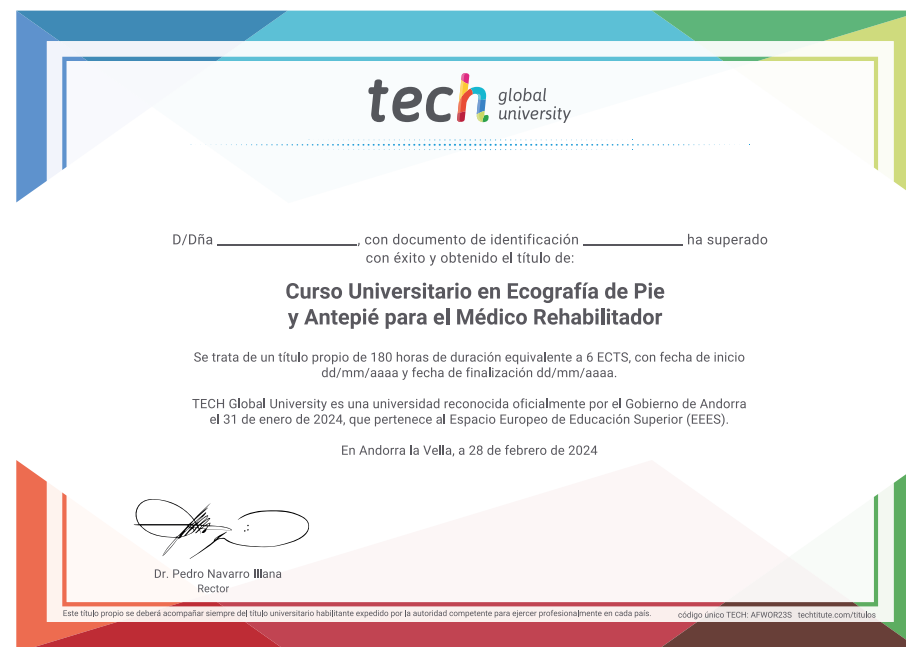 tech global university
D/Dña ____________________, con documento de identificación ______________ ha superado
con éxito y obtenido el título de:
Curso Universitario en Ecografía de Pie
y Antepié para el Médico Rehabilitador
Se trata de un título propio de 180 horas de duración equivalente a 6 ECTS, con fecha de inicio
dd/mm/aaaa y fecha de finalización dd/mm/aaaa.
TECH Global University es una universidad reconocida oficialmente por el Gobierno de Andorra
el 31 de enero de 2024, que pertenece al Espacio Europeo de Educación Superior (EEES).
En Andorra la Vella, a 28 de febrero de 2024
Dr. Pedro Navarro Illana
Rector
Este título propio se deberá acompañar siempre del título universitario habilitante expedido por la autoridad competente para ejercer profesionalmente en cada país.
código único TECH: AFWOR23S techtitute.com/titulos